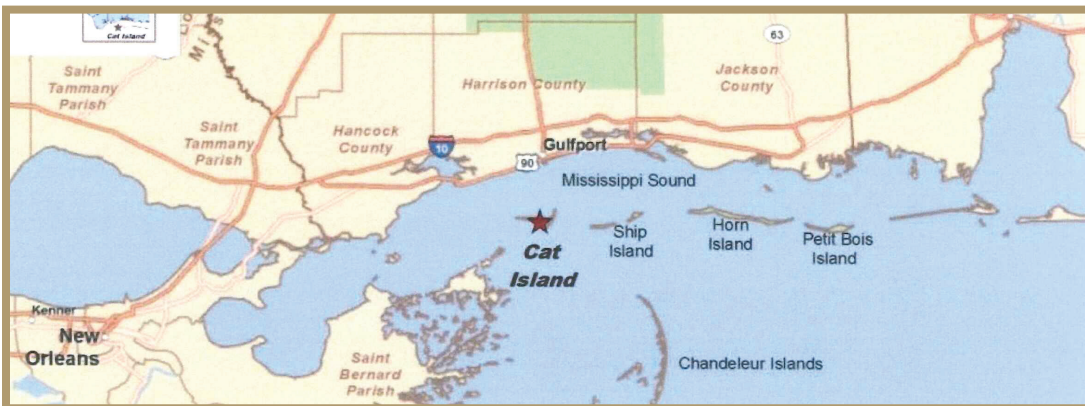 Cat Island
63
Saint
Tammany
Parish
Mi
Harrison County
Jackson
County
Saint
Tammany
Parish
Hancock
County
10
90
Gulfport
Mississippi Sound
Cat
Island
Ship
Island
Horn
Island
Petit Bois
Island
Kenner
New
Orleans
Saint
Bernard
Parish
Chandeleur Islands